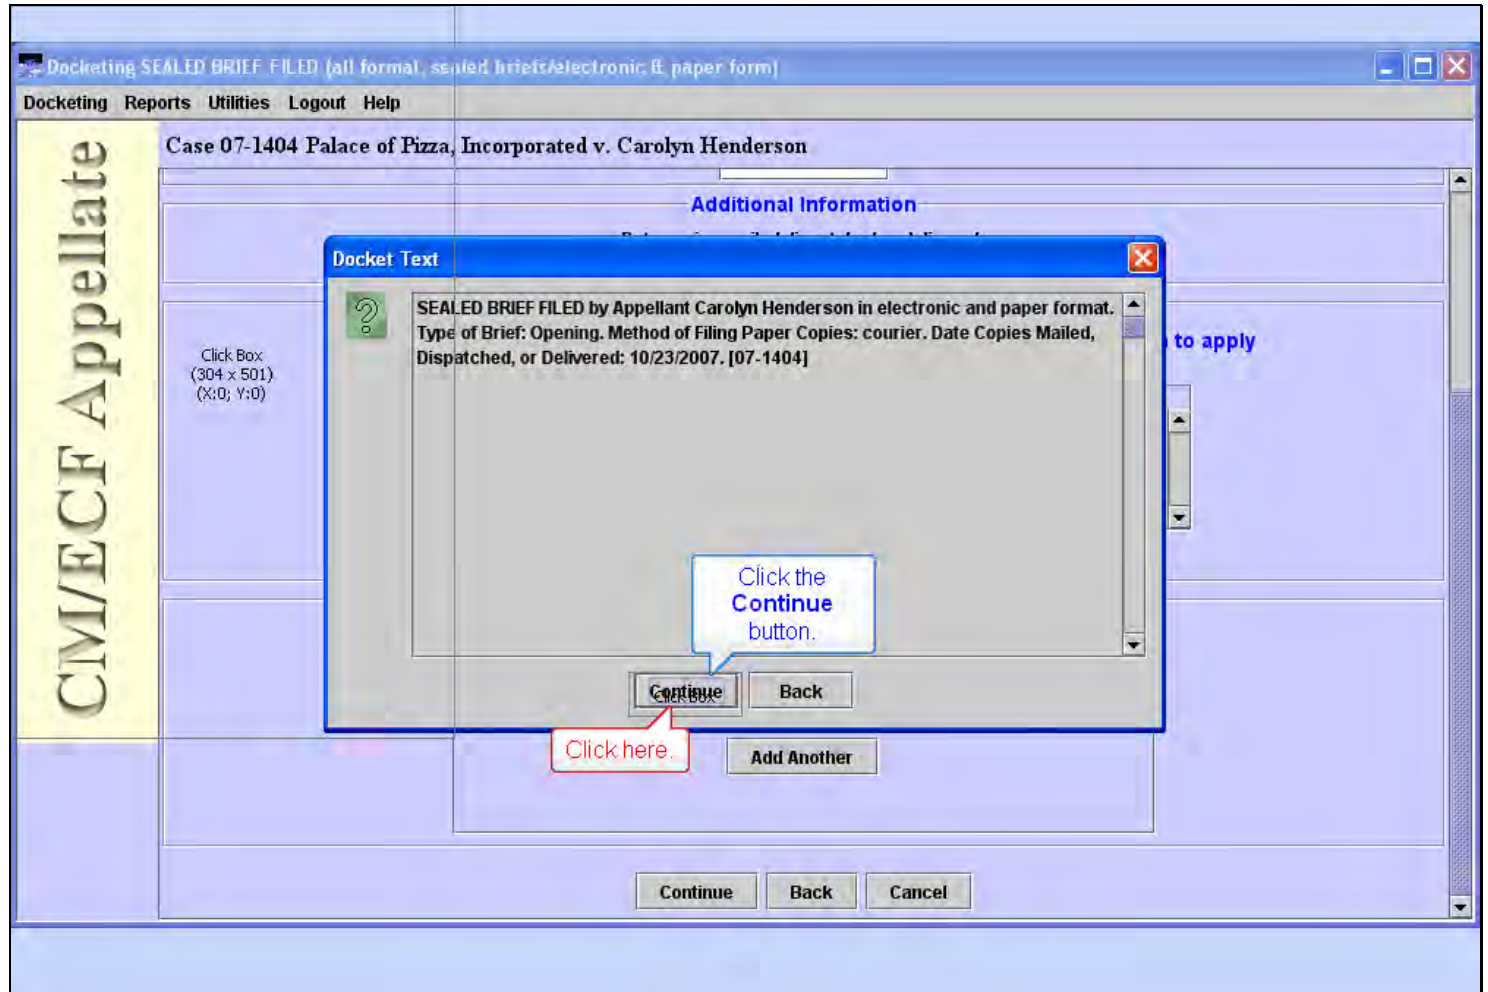 Docketing SEALED BRIEF FILED (all formal, sealed briefs/electronic & paper form)
Docketing Reports Utilities Logout Help
CM/ECF Appellate
Case 07-1404 Palace of Pizza, Incorporated v. Carolyn Henderson
Additional Information
Docket Text
SEALED BRIEF FILED by Appellant Carolyn Henderson in electronic and paper format.
Type of Brief: Opening. Method of Filing Paper Copies: courier. Date Copies Mailed,
Dispatched, or Delivered: 10/23/2007. [07-1404]
to apply
Click Box
(304 x 501)
(X:0; Y:0)
Click the
Continue
button.
Continue Back
Click Box
Click here.
Add Another
Continue Back Cancel